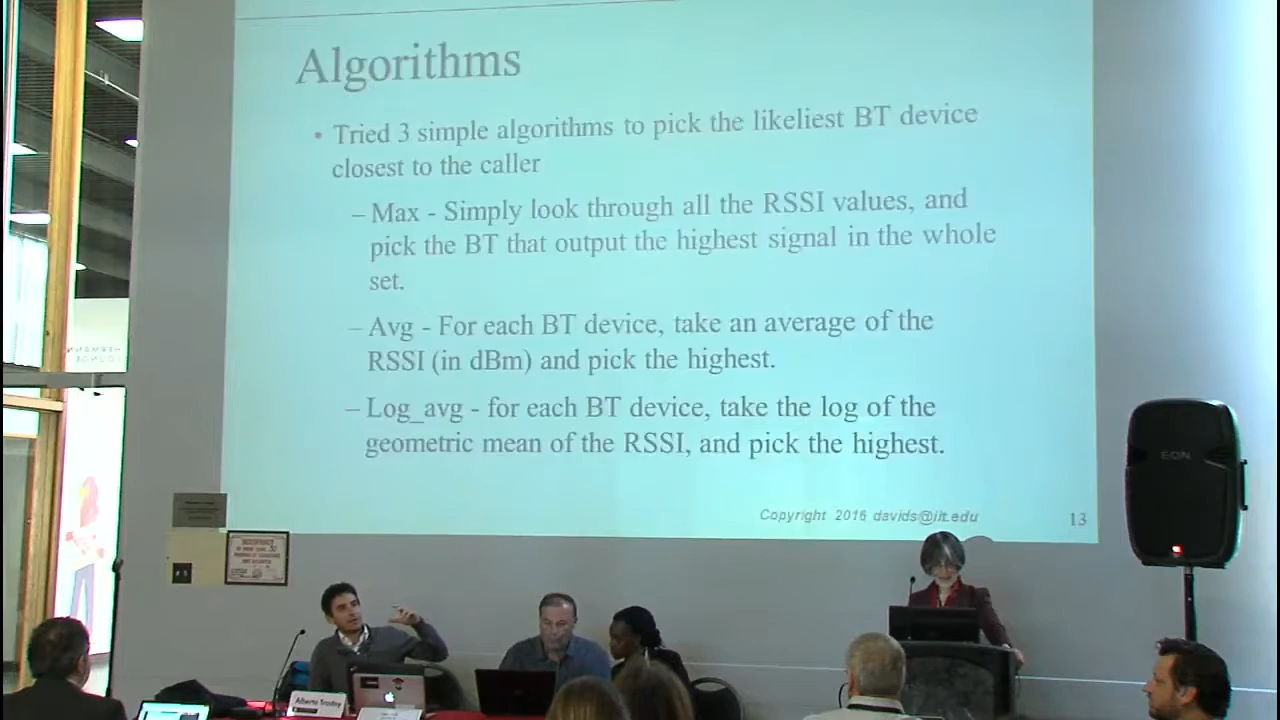 Algorithms
• Tried 3 simple algorithms to pick the likeliest BT device
closest to the caller
– Max - Simply look through all the RSSI values, and
pick the BT that output the highest signal in the whole
set.
– Avg - For each BT device, take an average of the
RSSI (in dBm) and pick the highest.
– Log_avg - for each BT device, take the log of the
geometric mean of the RSSI, and pick the highest.
Copyright 2016 davids@iit.edu
13
EON